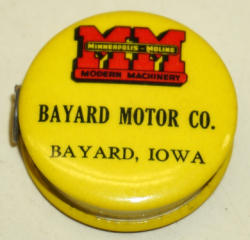 MM
MINNEAPOLIS-MOLINE
MODERN MACHINERY
BAYARD MOTOR CO.
BAYARD, IOWA